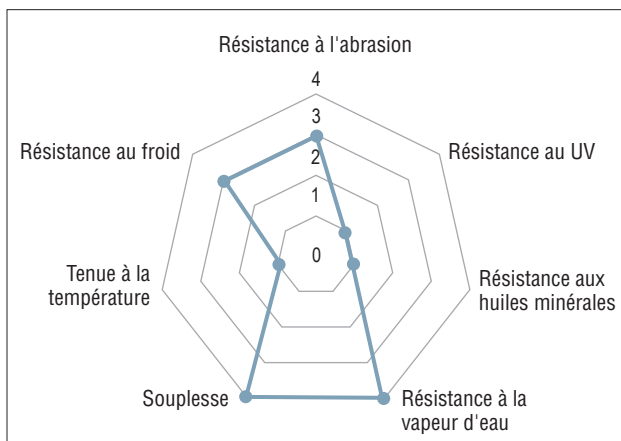 Résistance à l'abrasion
4
3
2
1
0
Résistance au froid
Résistance au UV
Tenue à la
température
Résistance aux
huiles minérales
Souplesse
Résistance à la
vapeur d'eau